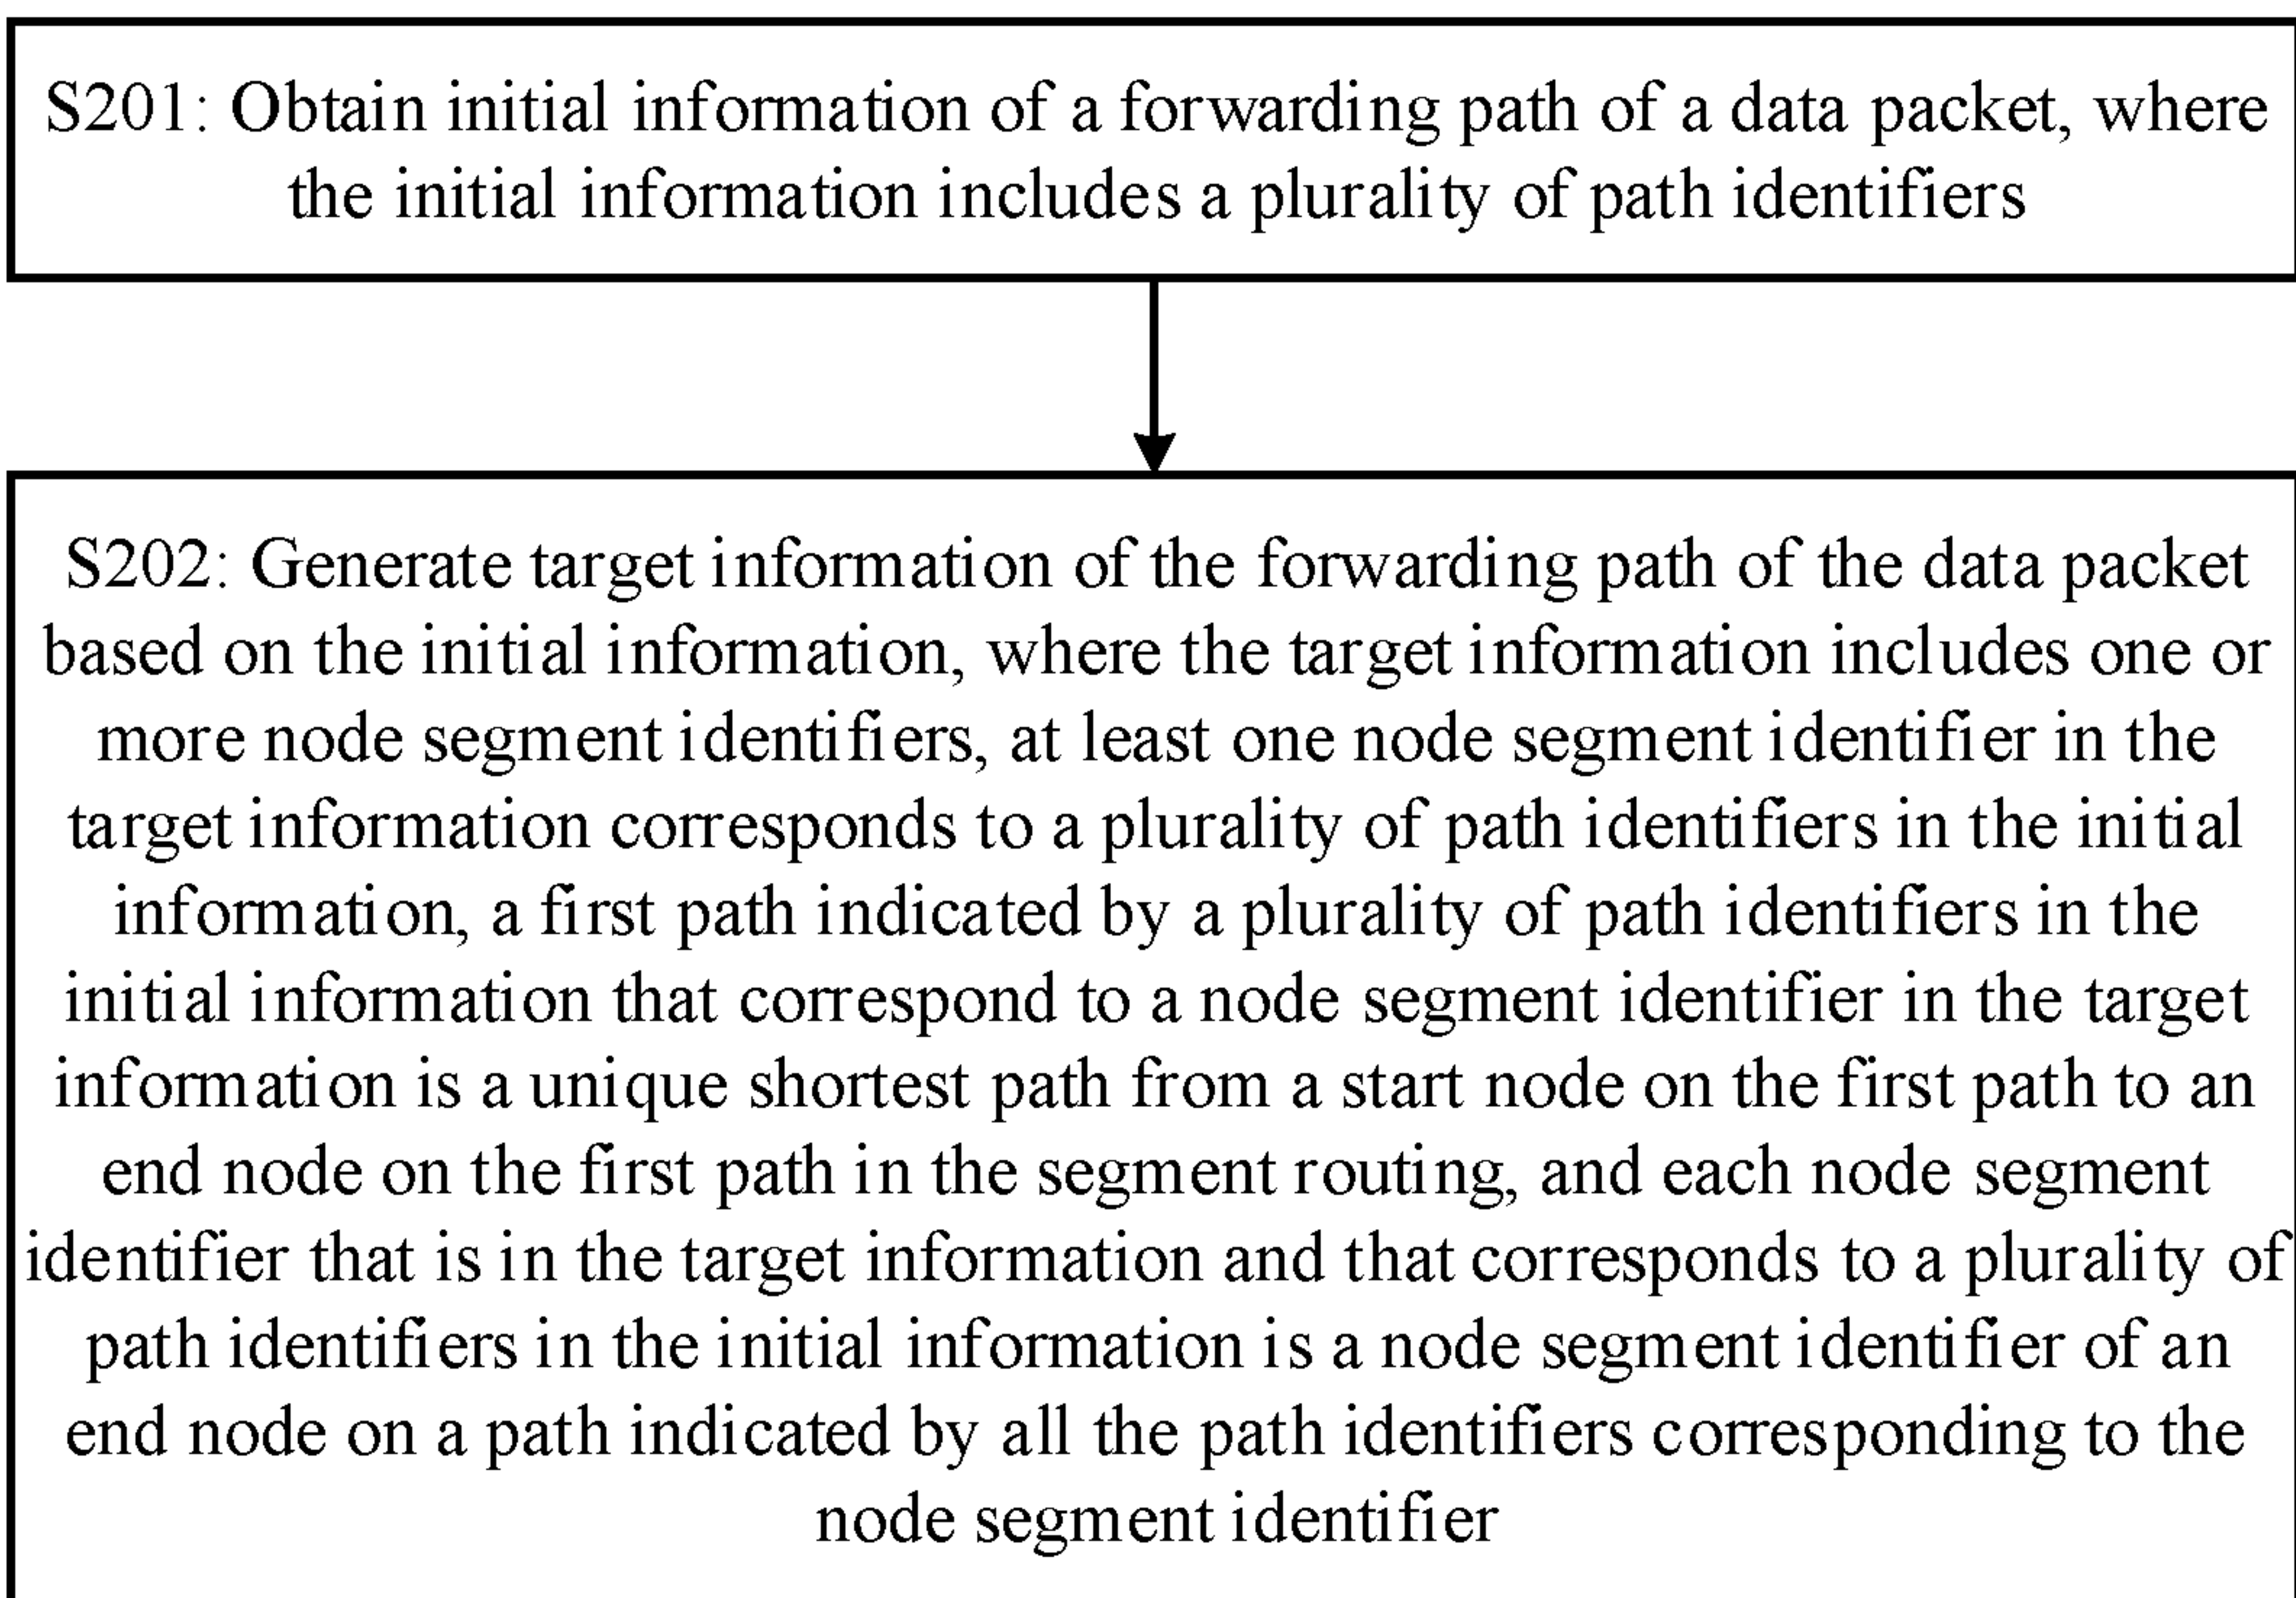 S201: Obtain initial information of a forwarding path of a data packet, where
the initial information includes a plurality of path identifiers
S202: Generate target information of the forwarding path of the data packet
based on the initial information, where the target information includes one or
more node segment identifiers, at least one node segment identifier in the
target information corresponds to a plurality of path identifiers in the initial
information, a first path indicated by a plurality of path identifiers in the
initial information that correspond to a node segment identifier in the target
information is a unique shortest path from a start node on the first path to an
end node on the first path in the segment routing, and each node segment
identifier that is in the target information and that corresponds to a plurality of
path identifiers in the initial information is a node segment identifier of an
end node on a path indicated by all the path identifiers corresponding to the
node segment identifier